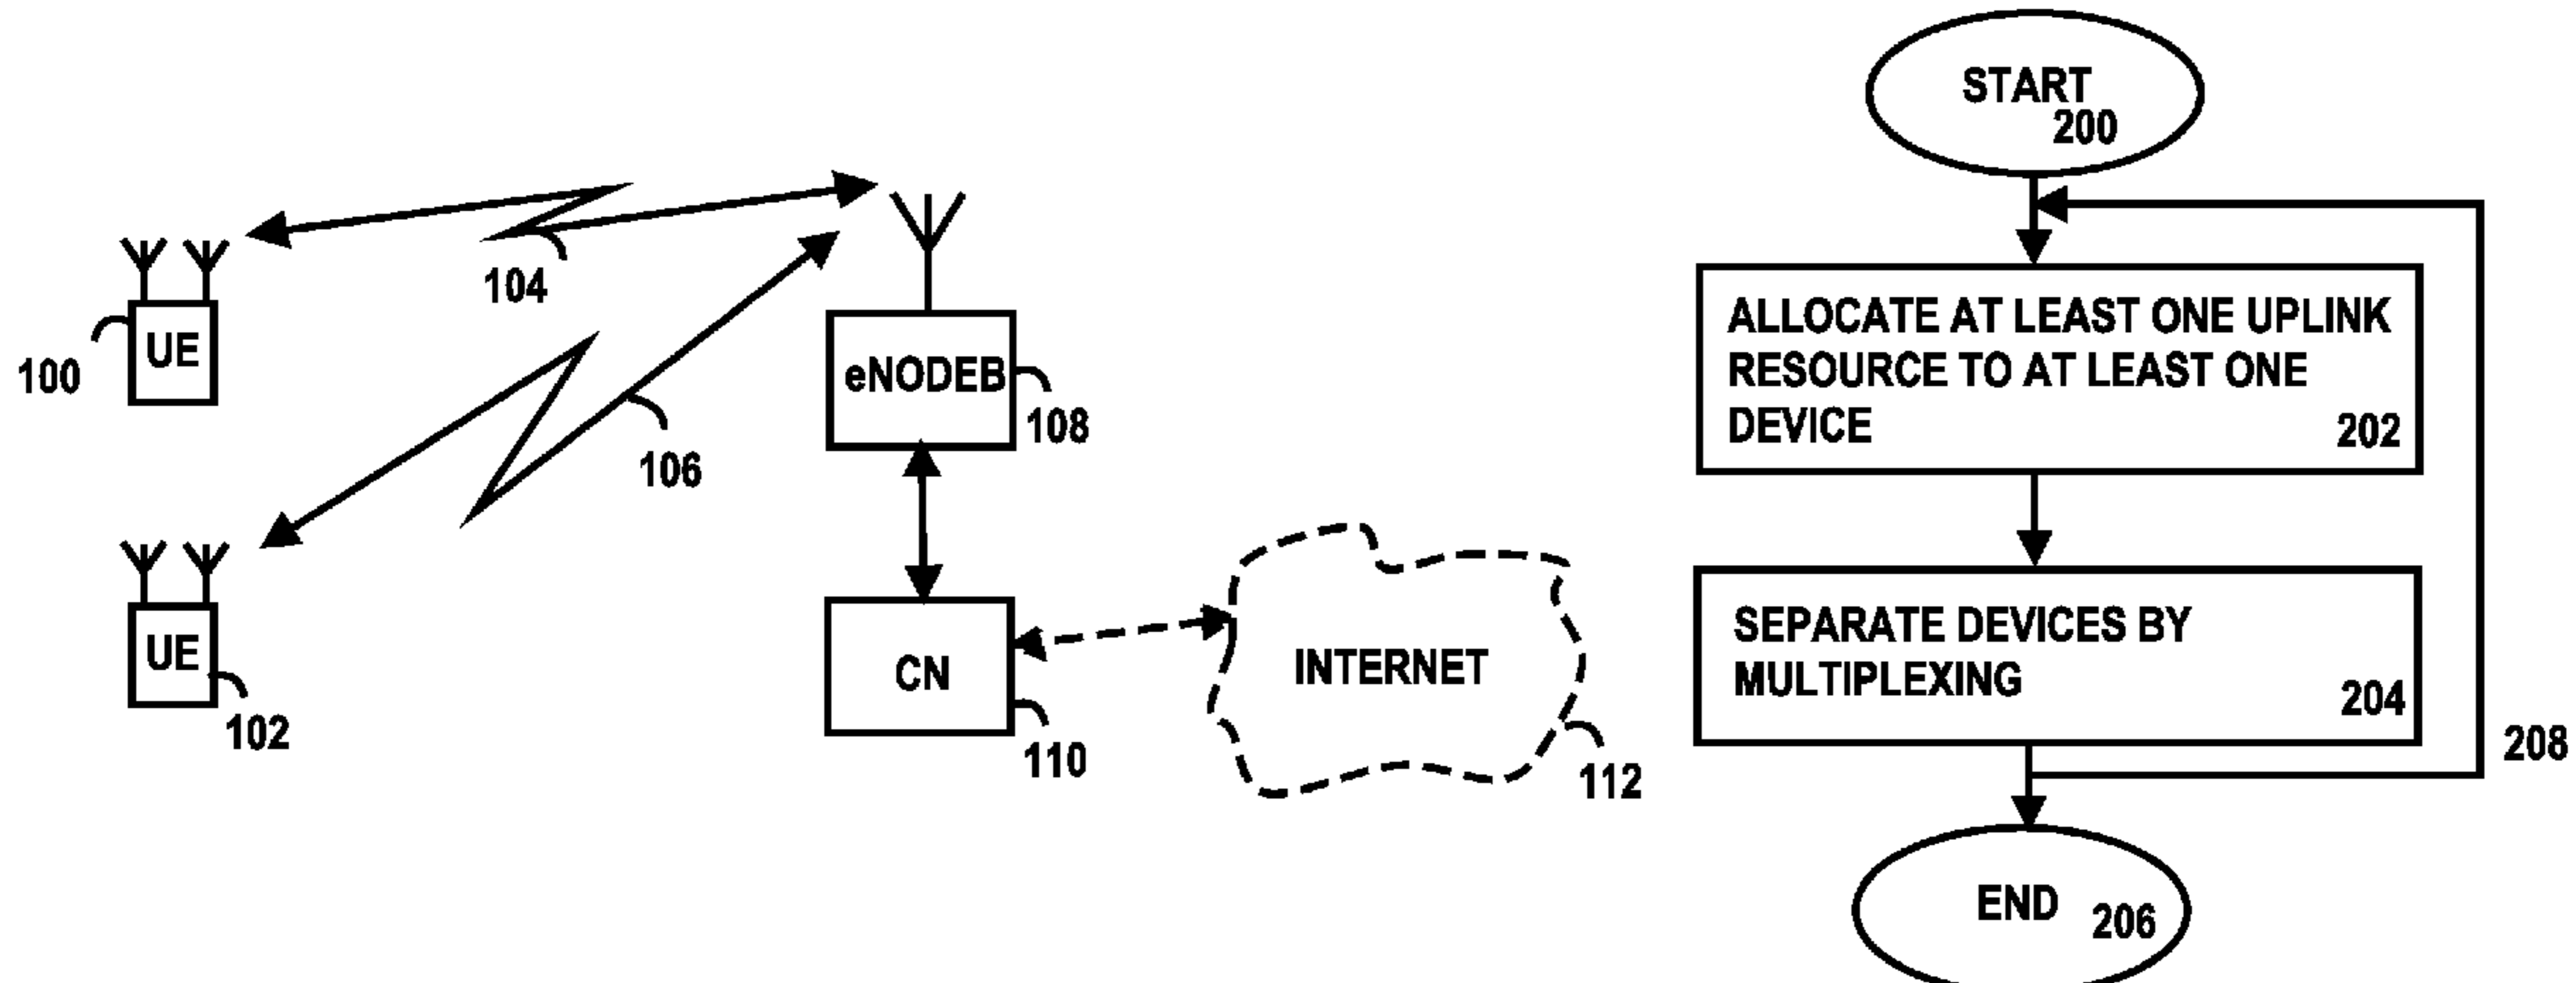 104
100
UE
106
UE
102
eNODEB
108
CN
110
INTERNET
112
START
200
ALLOCATE AT LEAST ONE UPLINK
RESOURCE TO AT LEAST ONE
DEVICE
202
SEPARATE DEVICES BY
MULTIPLEXING
204
208
END
206